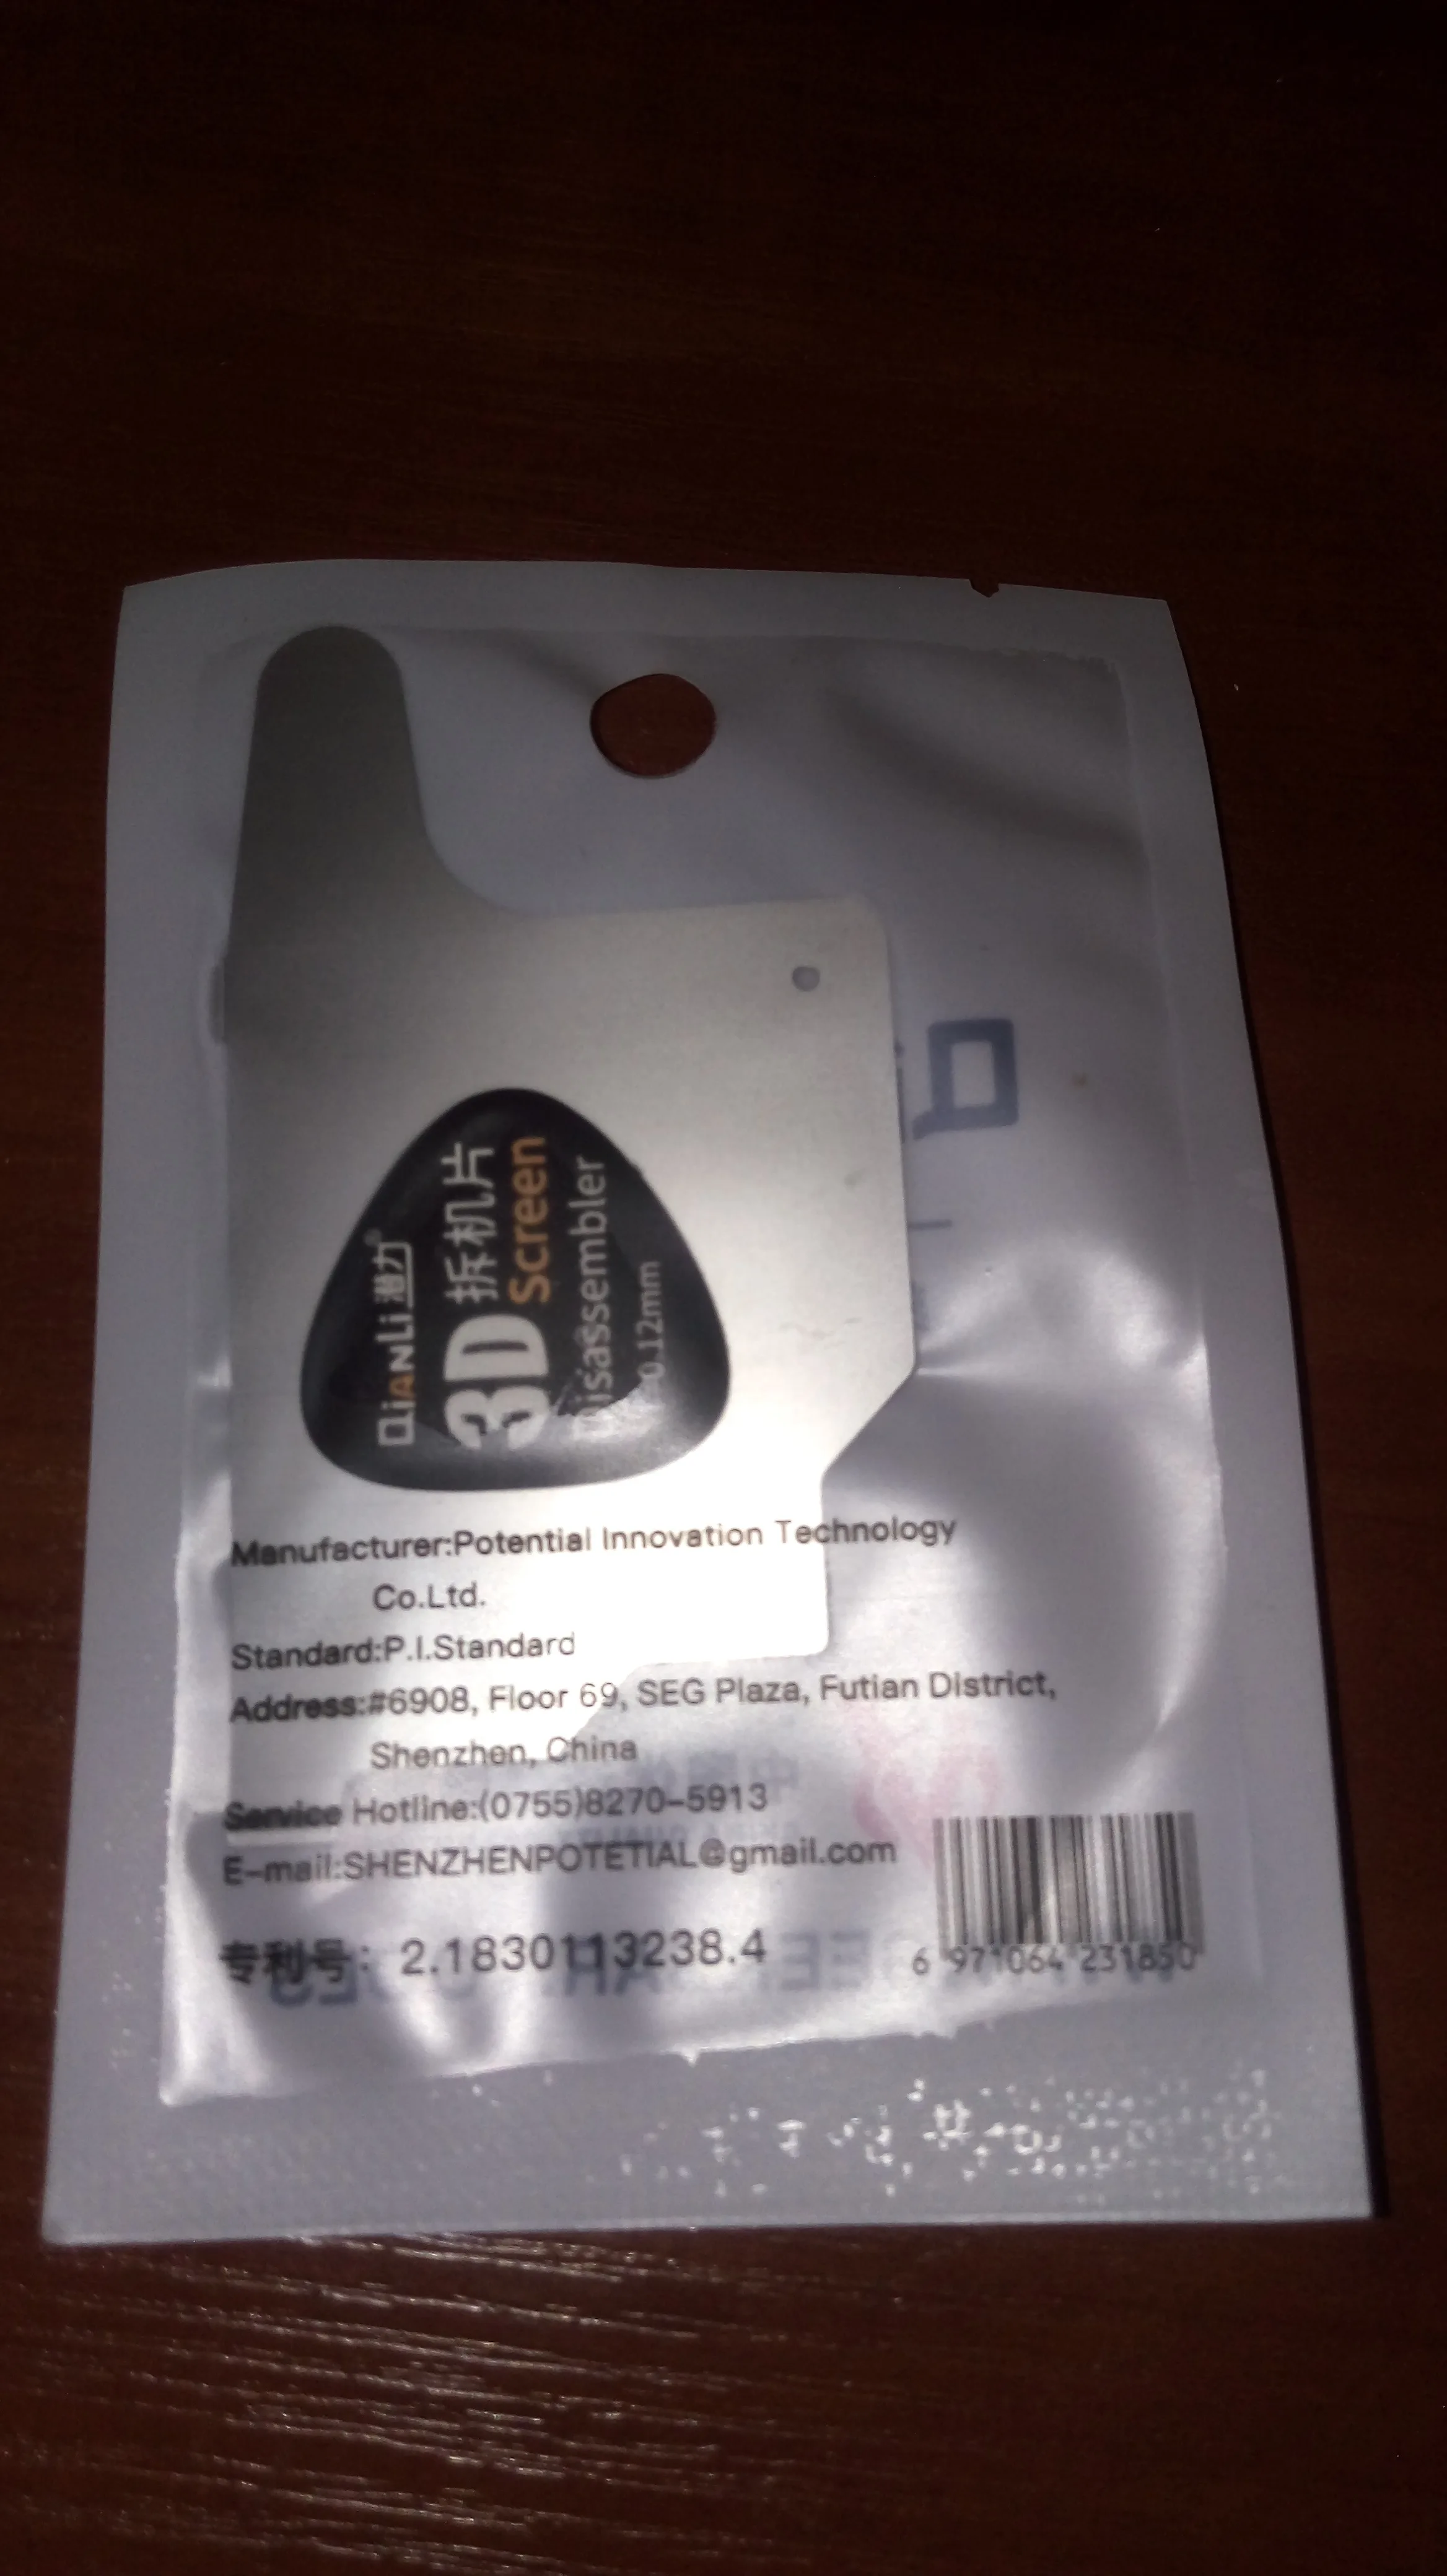 QiANLi 潜力®
3D 拆机片
Screen
Disassembler
0.12mm
Manufacturer:Potential Innovation Technology
Co.Ltd.
Standard:P.I.Standard
Address:#6908, Floor 69, SEG Plaza, Futian District,
Shenzhen, China
Service Hotline:(0755)8270-5913
E-mail:SHENZHENPOTETIAL@gmail.com
专利号：2.1830113238.4
6 971064 231850